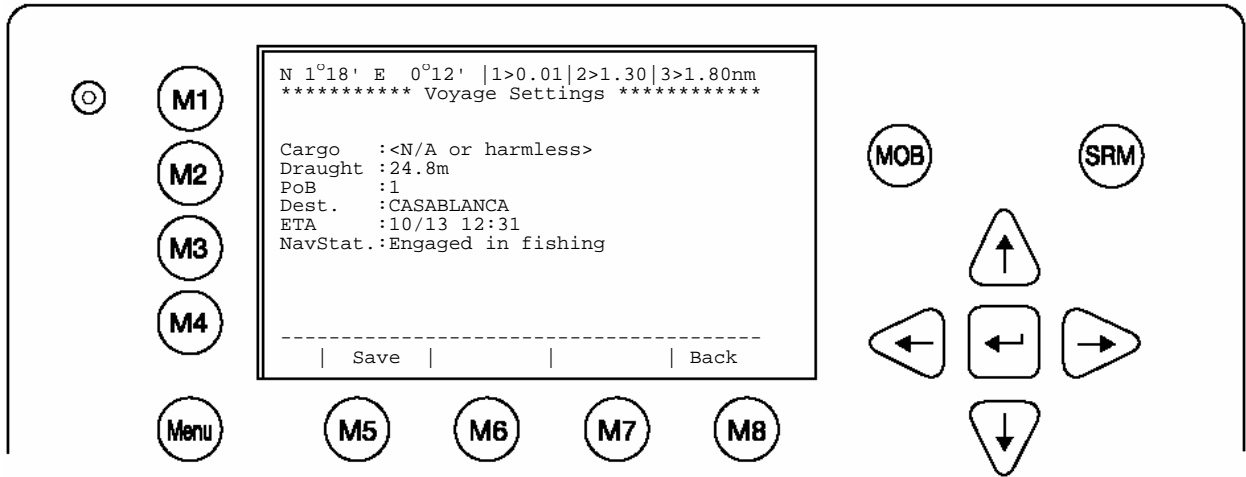 N 1°18' E 0°12' |1>0.01|2>1.30|3>1.80nm
*********** Voyage Settings ************
Cargo :<N/A or harmless>
Draught :24.8m
PoB :1
Dest. :CASABLANCA
ETA :10/13 12:31
NavStat.:Engaged in fishing
----------------------------------------
| Save | | | Back
M1
M2
M3
M4
Menu
M5 M6 M7 M8
MOB SRM